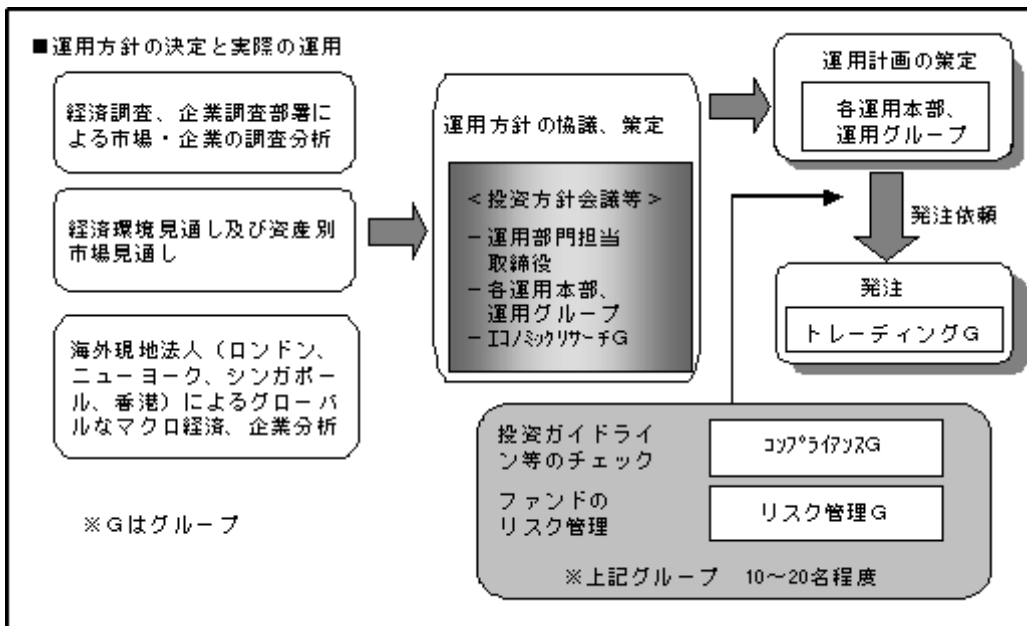 ■運用方針の決定と実際の運用
経済調査、企業調査部署に
よる市場・企業の調査分析
経済環境見通し及び資産別
市場見通し
海外現地法人（ロンドン、
ニューヨーク、シンガポー
ル、香港）によるグローバ
ルなマクロ経済、企業分析
※Gはグループ
運用方針の協議、策定
＜投資方針会議等＞
－運用部門担当
取締役
－各運用本部、
運用グループ
－ｴｺﾉﾐｯｸﾘｻｰﾁG
運用計画の策定
各運用本部、
運用グループ
発注依頼
発注
トレーディングG
投資ガイドライ
ン等のチェック
ｺﾝﾌﾟﾗｲｱﾝｽG
ファンドの
リスク管理
リスク管理G
※上記グループ　10～20名程度